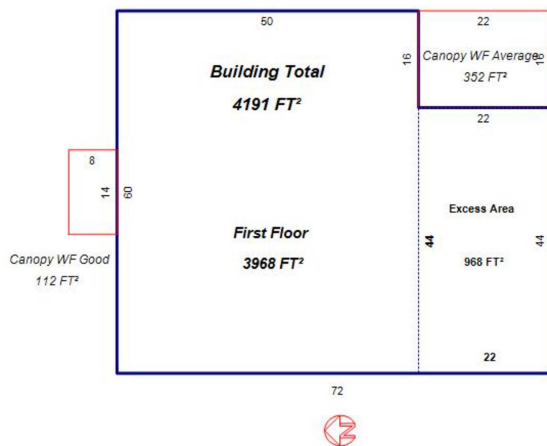 50
22
16
Canopy WF Average
16
352 FT²
Building Total
4191 FT²
22
8
14
60
Excess Area
First Floor
44
44
Canopy WF Good
3968 FT²
968 FT²
112 FT²
22
72